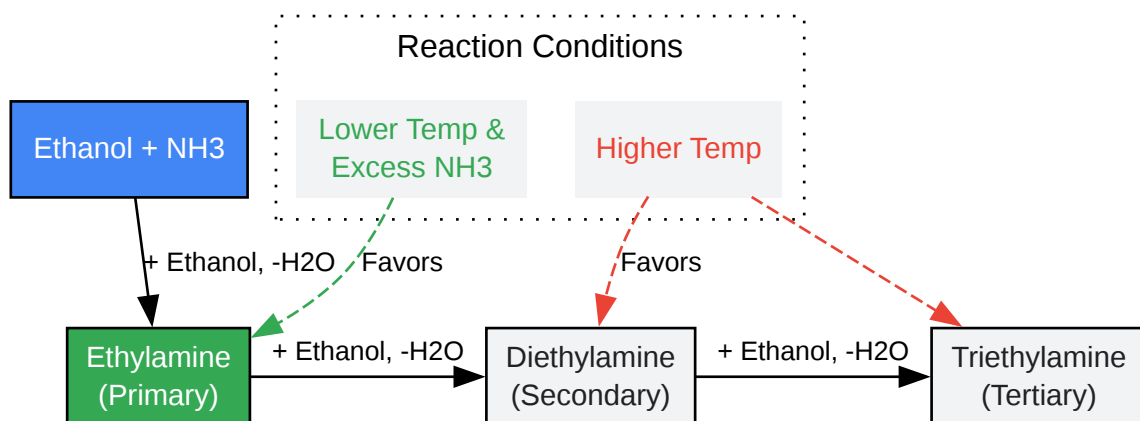 Reaction Conditions
Ethanol + NH3
Lower Temp &
Excess NH3
Higher Temp
+ Ethanol, -H2O
Favors
Favors
Ethylamine
(Primary)
+ Ethanol, -H2O
Diethylamine
(Secondary)
+ Ethanol, -H2O
Triethylamine
(Tertiary)